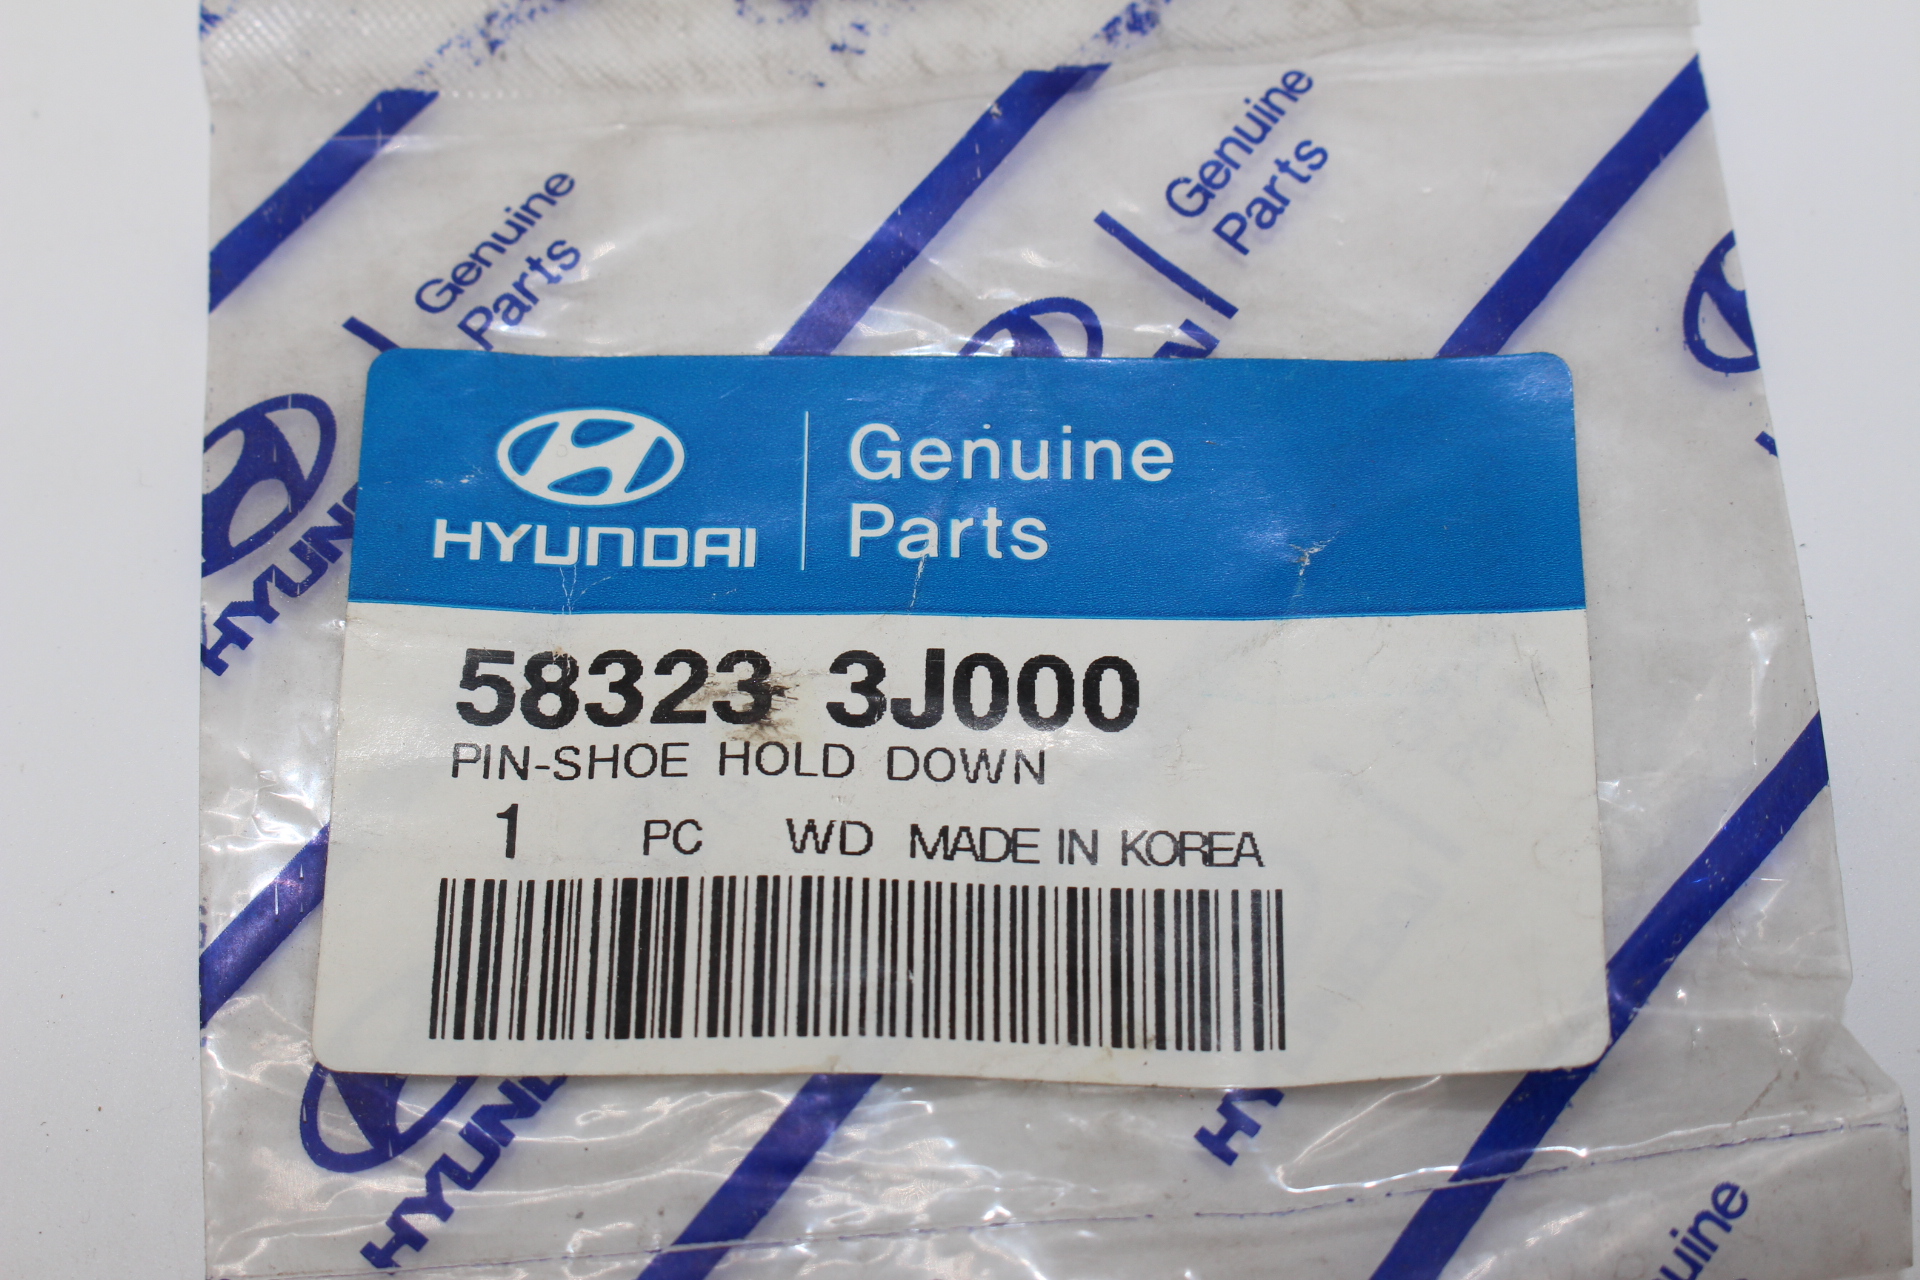 Genuine
Parts
Genuine
Parts
HYUNDAI
Genuine
Parts
58323 3J000
PIN-SHOE HOLD DOWN
1 PC WD MADE IN KOREA